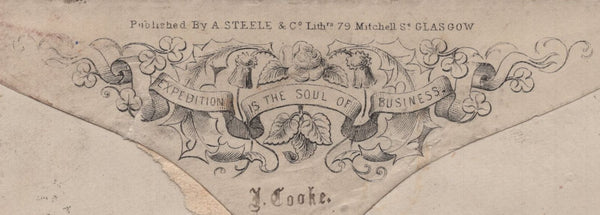 Published By A STEELE & Co Lithrs 79 Mitchell St GLASGOW
EXPEDITION IS THE SOUL OF BUSINESS.
J. Cooke.